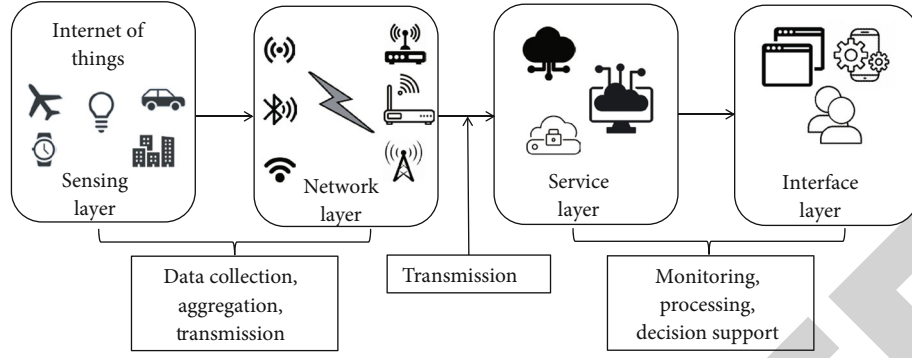 Internet of
things
Sensing
layer
Network
layer
Service
layer
Interface
layer
Data collection,
aggregation,
transmission
Transmission
Monitoring,
processing,
decision support